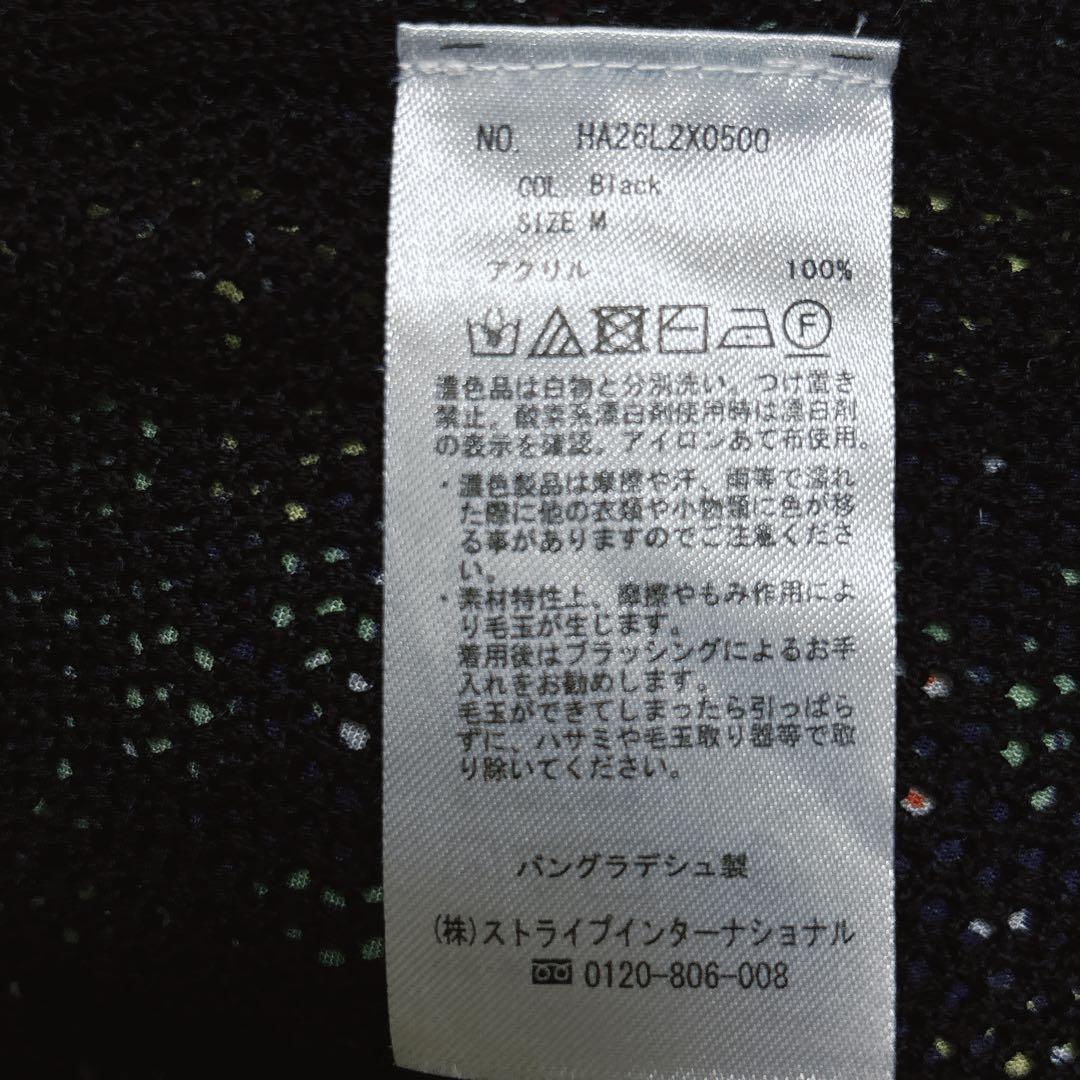 NO. HA26L2X0500
COL Black
SIZE M
アクリル 100%
F
濃色品は白物と分別洗い。つけ置き
禁止。酸素系漂白剤使用時は漂白剤
の表示を確認。アイロンあて布使用。
・濃色製品は摩擦や汗、雨等で濡れ
た際に他の衣類や小物類に色が移
る事がありますのでご注意くださ
い。
・素材特性上、摩擦やもみ作用によ
り毛玉が生じます。
着用後はブラッシングによるお手
入れをお勧めします。
毛玉ができてしまったら引っぱら
ずに、ハサミや毛玉取り器等で取
り除いてください。
バングラデシュ製
(株)ストライプインターナショナル
0120-806-008